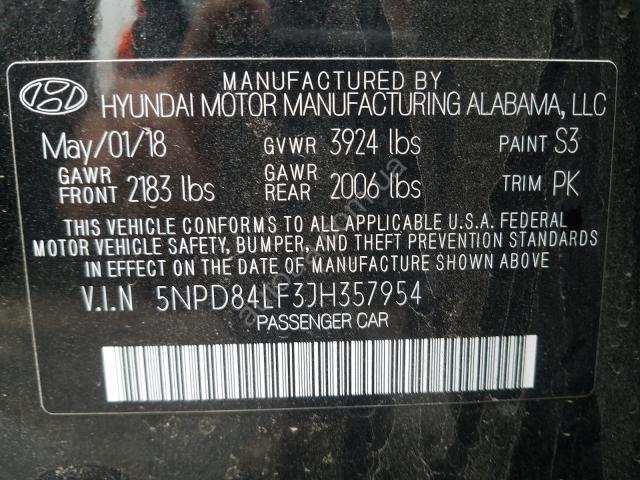 MANUFACTURED BY
HYUNDAI MOTOR MANUFACTURING ALABAMA, LLC
May/01/18 GVWR 3924 lbs PAINT S3
GAWR FRONT 2183 lbs GAWR REAR 2006 lbs TRIM PK
THIS VEHICLE CONFORMS TO ALL APPLICABLE U.S.A. FEDERAL
MOTOR VEHICLE SAFETY, BUMPER, AND THEFT PREVENTION STANDARDS
IN EFFECT ON THE DATE OF MANUFACTURE SHOWN ABOVE
V.I.N 5NPD84LF3JH357954
PASSENGER CAR